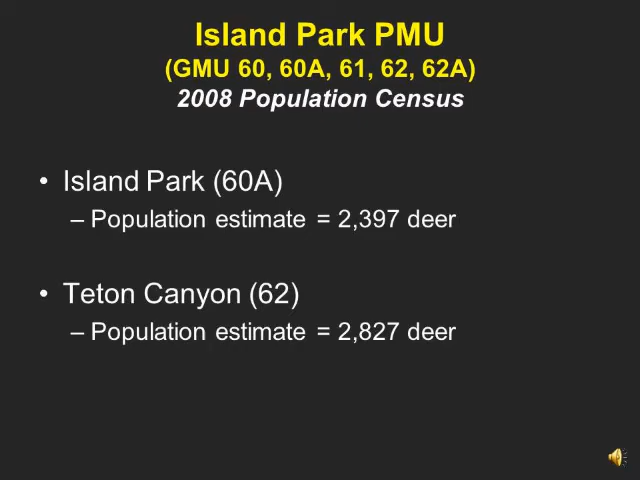 Island Park PMU
(GMU 60, 60A, 61, 62, 62A)
2008 Population Census
• Island Park (60A)
– Population estimate = 2,397 deer
• Teton Canyon (62)
– Population estimate = 2,827 deer